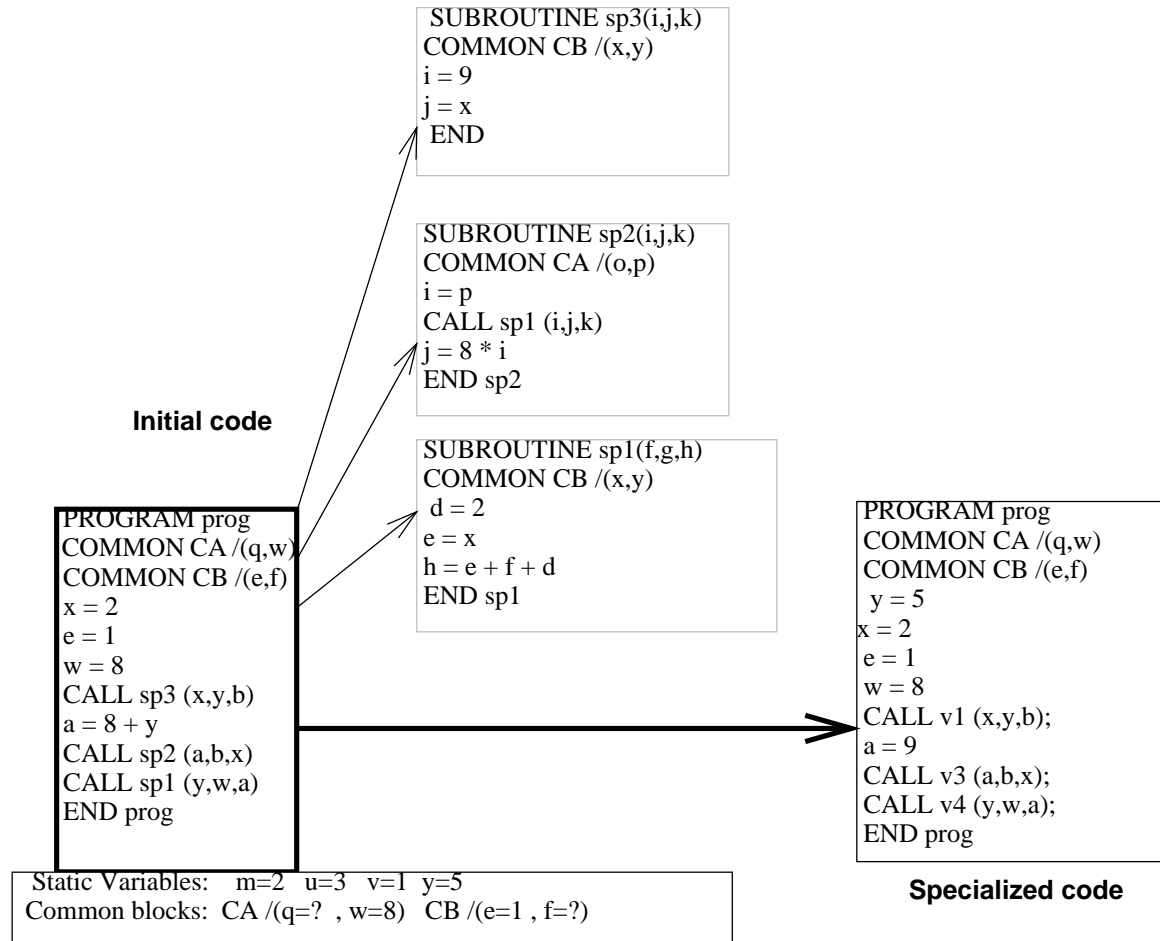 SUBROUTINE sp3(i,j,k)
COMMON CB /(x,y)
i = 9
j = x
END
SUBROUTINE sp2(i,j,k)
COMMON CA /(o,p)
i = p
CALL sp1 (i,j,k)
j = 8 * i
END sp2
Initial code
SUBROUTINE sp1(f,g,h)
COMMON CB /(x,y)
d = 2
e = x
h = e + f + d
END sp1
PROGRAM prog
COMMON CA /(q,w)
COMMON CB /(e,f)
x = 2
e = 1
w = 8
CALL sp3 (x,y,b)
a = 8 + y
CALL sp2 (a,b,x)
CALL sp1 (y,w,a)
END prog
PROGRAM prog
COMMON CA /(q,w)
COMMON CB /(e,f)
y = 5
x = 2
e = 1
w = 8
CALL v1 (x,y,b);
a = 9
CALL v3 (a,b,x);
CALL v4 (y,w,a);
END prog
Static Variables: m=2 u=3 v=1 y=5
Common blocks: CA /(q=? , w=8) CB /(e=1 , f=?)
Specialized code